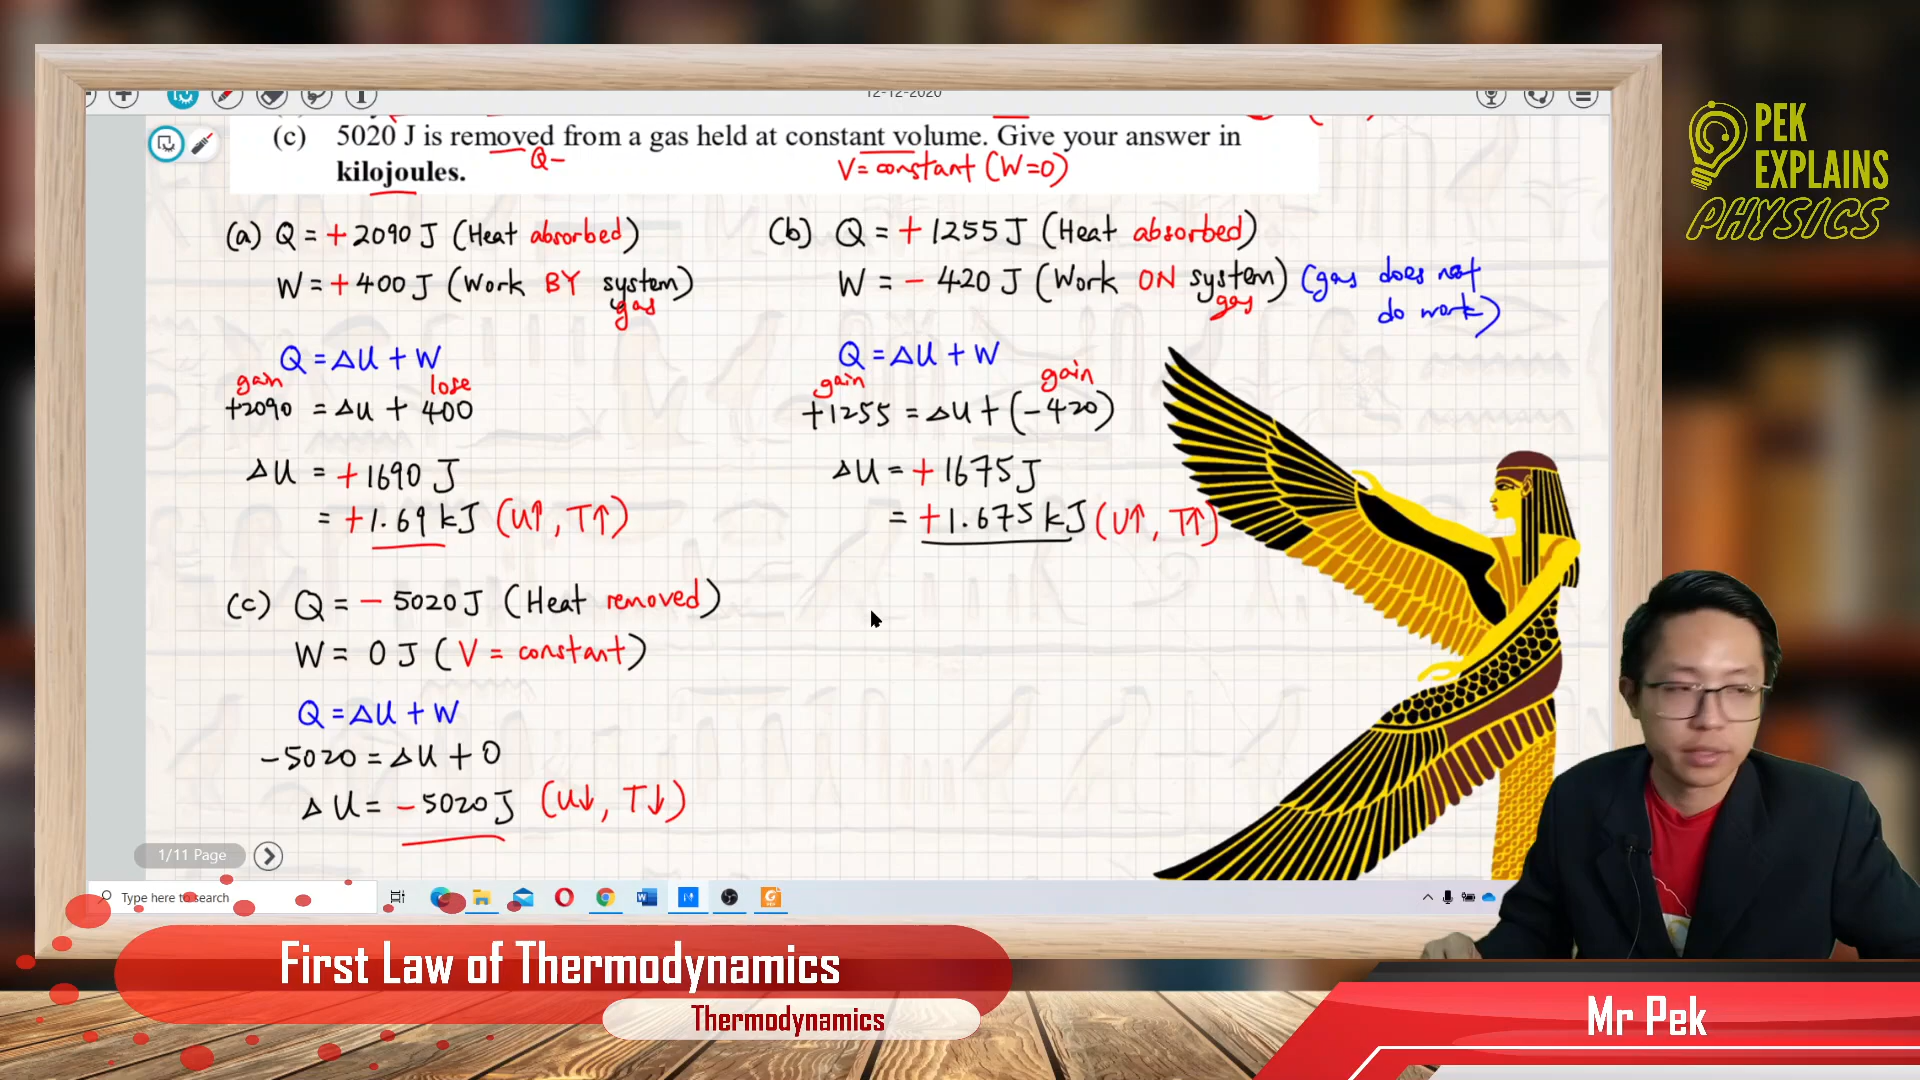 12-12-2020
(c) 5020 J is removed from a gas held at constant volume. Give your answer in
kilojoules.
Q-
V = constant (W=0)
(a) Q = + 2090 J (Heat absorbed)
W = + 400 J (Work BY system)
gas
Q = ΔU + W
gain
lose
+2090 = ΔU + 400
ΔU = + 1690 J
= + 1.69 kJ (U↑, T↑)
(b) Q = + 1255 J (Heat absorbed)
W = - 420 J (Work ON system) (gas does not
do work)
gas
Q = ΔU + W
gain
gain
+1255 = ΔU + (-420)
ΔU = + 1675 J
= + 1.675 kJ (U↑, T↑)
(c) Q = - 5020 J (Heat removed)
W = 0 J (V = constant)
Q = ΔU + W
-5020 = ΔU + 0
ΔU = - 5020 J (U↓, T↓)
1/11 Page
Type here to search
PEK
EXPLAINS
PHYSICS
First Law of Thermodynamics
Thermodynamics
Mr Pek